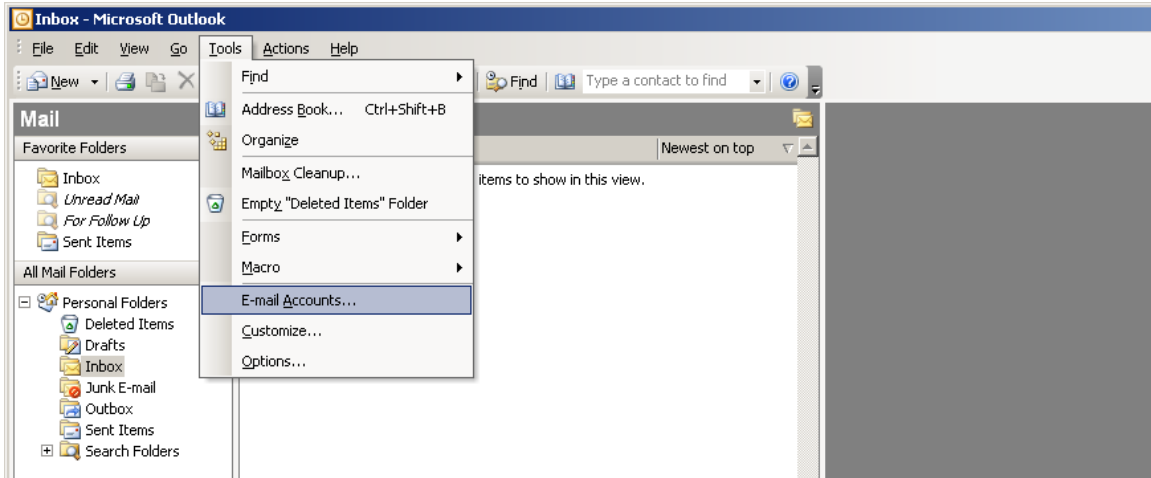 Inbox - Microsoft Outlook
File Edit View Go Tools Actions Help
New Find Type a contact to find
Find
Address Book... Ctrl+Shift+B
Organize
Mailbox Cleanup...
Empty "Deleted Items" Folder
Forms
Macro
E-mail Accounts...
Customize...
Options...
Mail
Favorite Folders
Inbox
Unread Mail
For Follow Up
Sent Items
All Mail Folders
Personal Folders
Deleted Items
Drafts
Inbox
Junk E-mail
Outbox
Sent Items
Search Folders
Newest on top
items to show in this view.